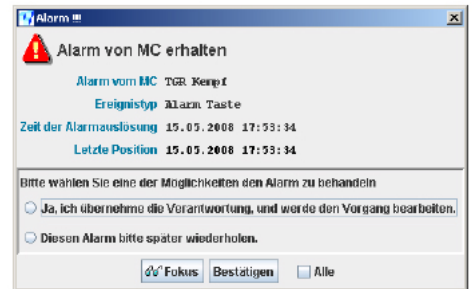 Alarm !!!
Alarm von MC erhalten
Alarm vom MC TGR Kempf
Ereignistyp Alarm Taste
Zeit der Alarmauslösung 15.05.2008 17:53:34
Letzte Position 15.05.2008 17:53:34
Bitte wählen Sie eine der Möglichkeiten den Alarm zu behandeln
Ja, ich übernehme die Verantwortung, und werde den Vorgang bearbeiten.
Diesen Alarm bitte später wiederholen.
Fokus Bestätigen Alle